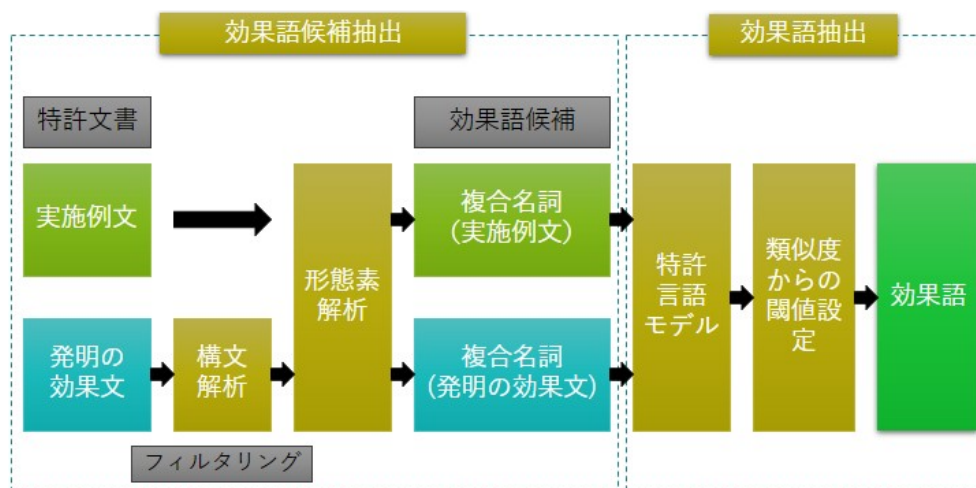 効果語候補抽出
効果語抽出
特許文書
効果語候補
実施例文
形態素
解析
複合名詞
(実施例文)
特許
言語
モデル
類似度
からの
閾値設
定
効果語
発明の
効果文
構文
解析
複合名詞
(発明の効果文)
フィルタリング